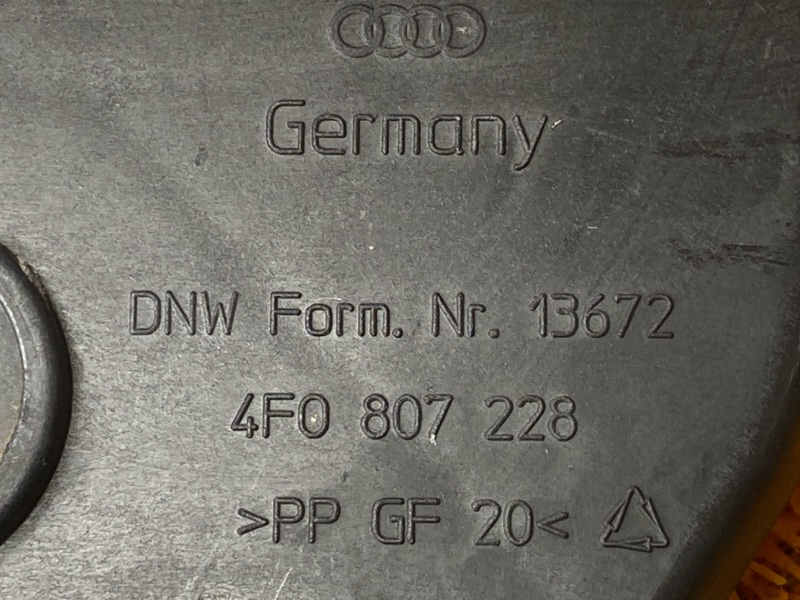 Germany
DNW Form. Nr. 13672
4F0 807 228
>PP GF 20<